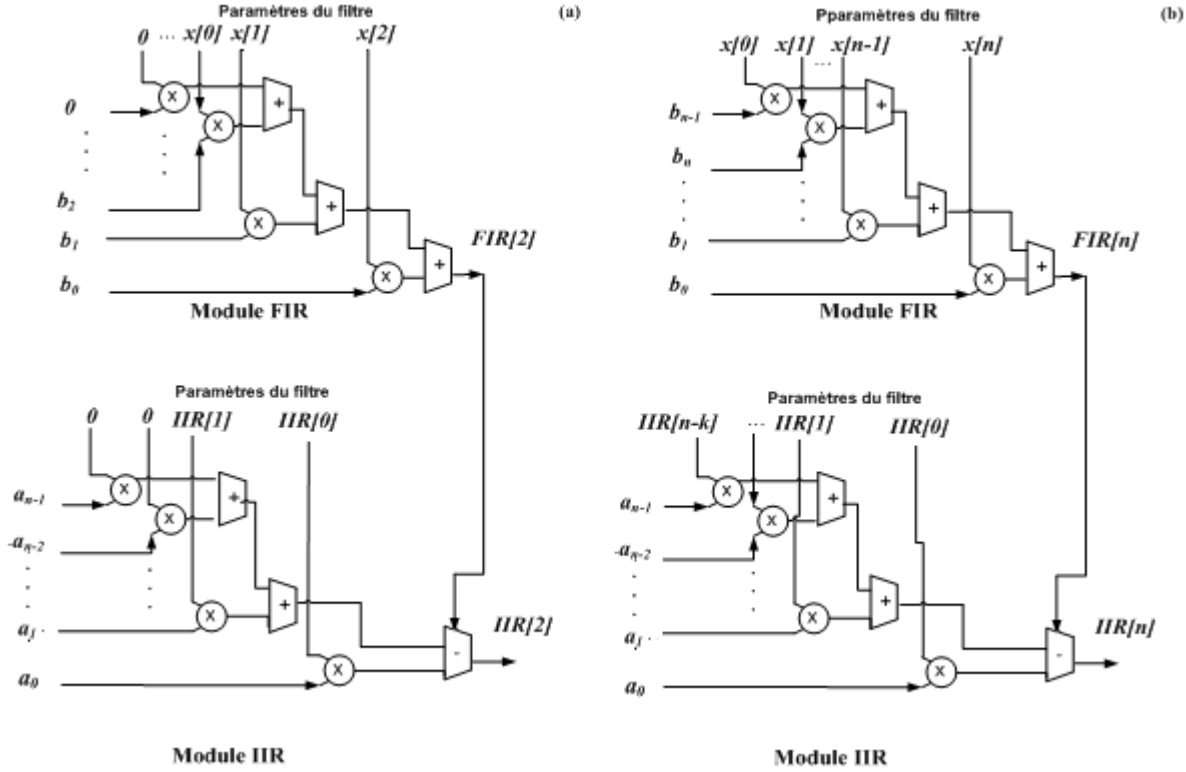 Paramètres du filtre
(a)
0 ... x[0] x[1] x[2]
x
+
0
x
b₂
+
x
b₁
FIR[2]
+
x
b₀
Module FIR
Paramètres du filtre
0 0 IIR[1] IIR[0]
x
+
aₙ₋₁
x
-aₙ₋₂
+
x
a₁
IIR[2]
-
x
a₀
Module IIR
Pparamètres du filtre
(b)
x[0] x[1] ... x[n-1] x[n]
x
+
bₙ₋₁
x
bₙ
+
x
b₁
FIR[n]
+
x
b₀
Module FIR
Paramètres du filtre
IIR[n-k] ... IIR[1] IIR[0]
x
+
aₙ₋₁
x
-aₙ₋₂
+
x
a₁
IIR[n]
-
x
a₀
Module IIR